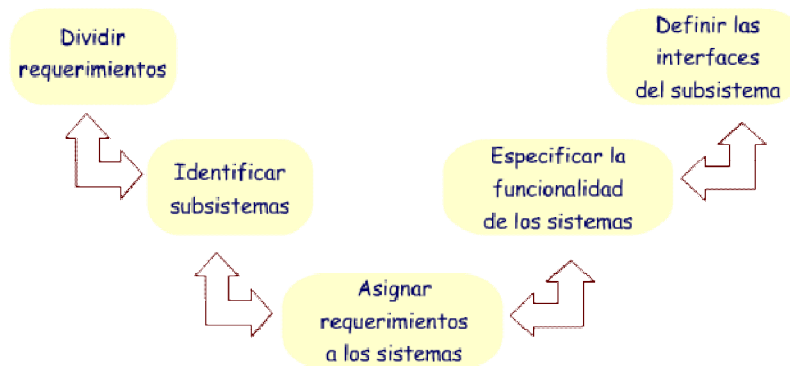 Dividir
requerimientos
Identificar
subsistemas
Asignar
requerimientos
a los sistemas
Especificar la
funcionalidad
de los sistemas
Definir las
interfaces
del subsistema